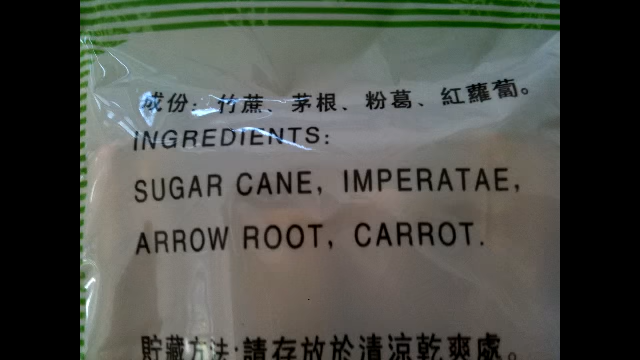 成份：竹蔗、茅根、粉葛、紅蘿蔔。
INGREDIENTS:
SUGAR CANE, IMPERATAE,
ARROW ROOT, CARROT.
貯藏方法：請存放於清涼乾爽處。